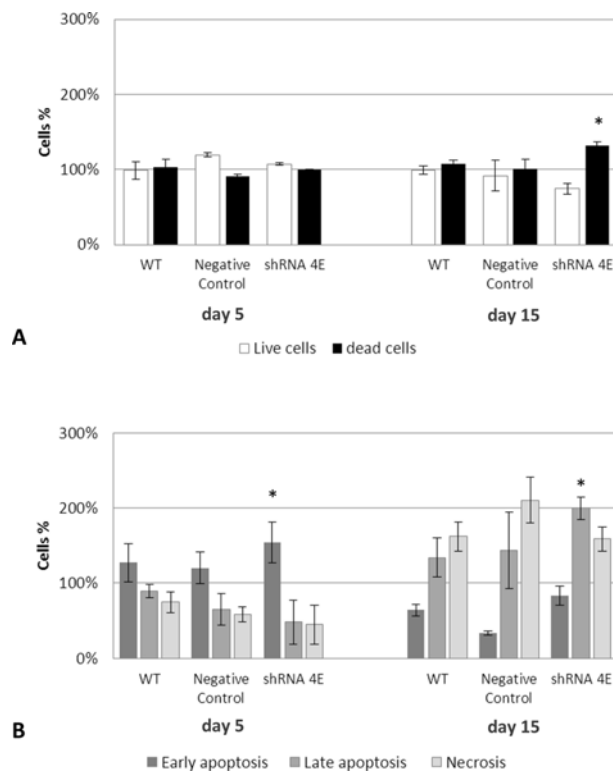 300%
200%
100%
0%
Cells %
*
WT
Negative Control
shRNA 4E
WT
Negative Control
shRNA 4E
day 5
day 15
A
Live cells
dead cells
300%
200%
100%
0%
Cells %
*
*
WT
Negative Control
shRNA 4E
WT
Negative Control
shRNA 4E
day 5
day 15
B
Early apoptosis
Late apoptosis
Necrosis